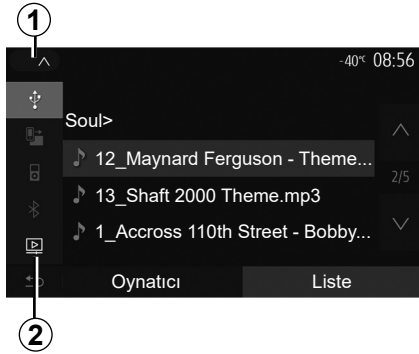 1
-40°C 08:56
Soul>
12_Maynard Ferguson - Theme...
2/5
13_Shaft 2000 Theme.mp3
1_Accross 110th Street - Bobby...
Oynatıcı Liste
2